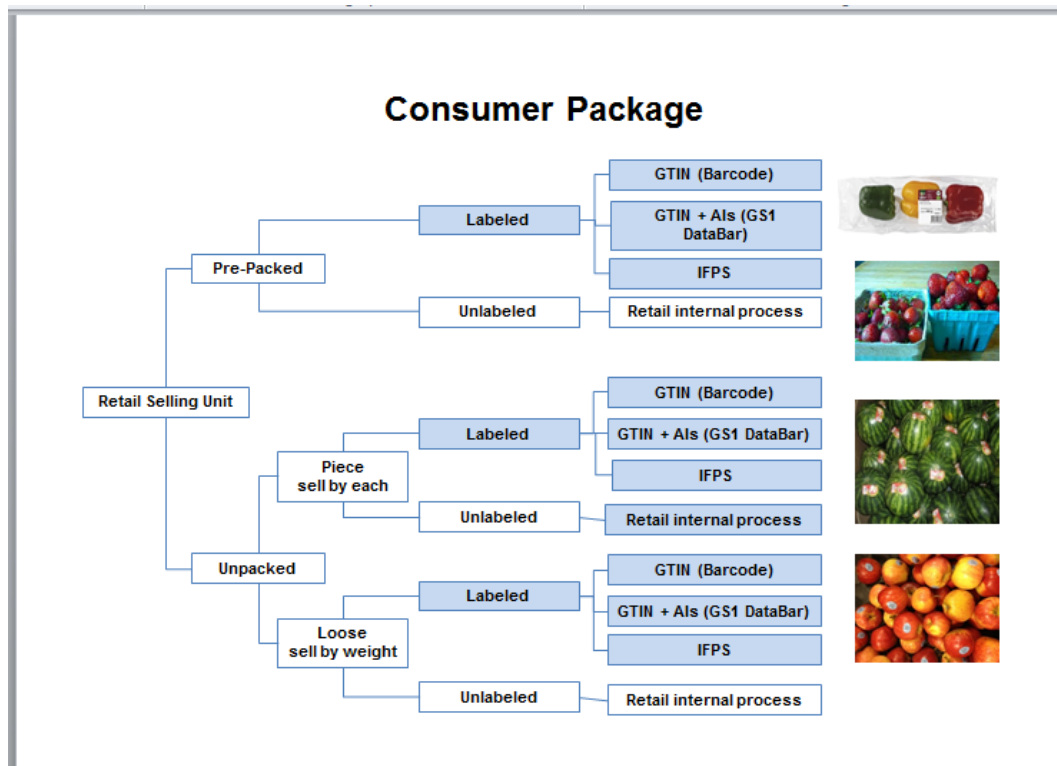 Consumer Package
GTIN (Barcode)
Labeled
GTIN + AIs (GS1
DataBar)
Pre-Packed
IFPS
Unlabeled
Retail internal process
Retail Selling Unit
GTIN (Barcode)
Labeled
GTIN + AIs (GS1 DataBar)
Piece
sell by each
IFPS
Unlabeled
Retail internal process
Unpacked
GTIN (Barcode)
Labeled
GTIN + AIs (GS1 DataBar)
Loose
sell by weight
IFPS
Unlabeled
Retail internal process